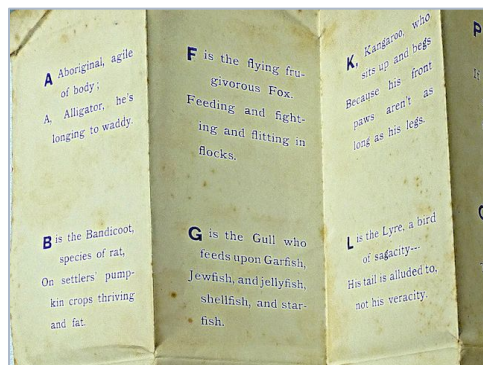 A Aboriginal, agile
of body;
A, Alligator, he's
longing to waddy.
B is the Bandicoot,
species of rat,
On settlers' pump-
kin crops thriving
and fat.
F is the flying fru-
givorous Fox.
Feeding and fight-
ing and flitting in
flocks.
G is the Gull who
feeds upon Garfish,
Jewfish, and jellyfish,
shellfish, and star-
fish.
K, Kangaroo, who
sits up and begs
Because his front
paws aren't as
long as his legs.
L is the Lyre, a bird
of sagacity---
His tail is alluded to,
not his veracity.
P